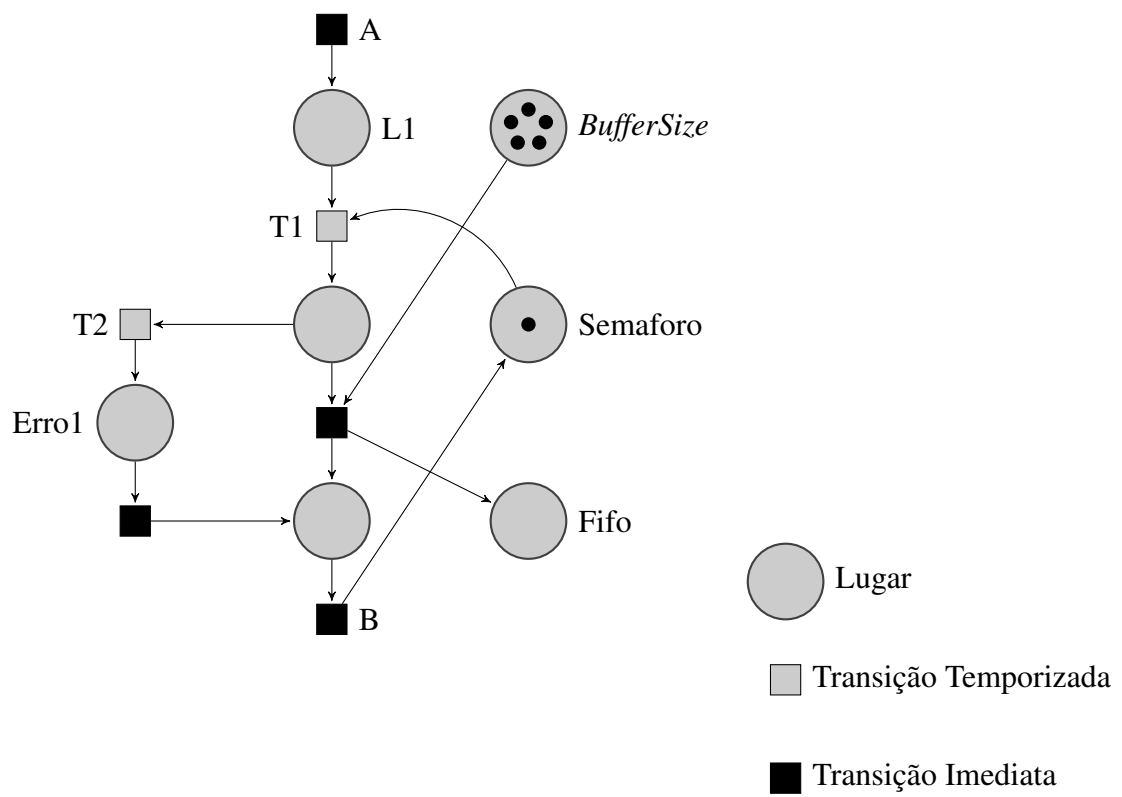 A
L1
BufferSize
T1
T2
Semaforo
Erro1
Fifo
Lugar
B
Transição Temporizada
Transição Imediata